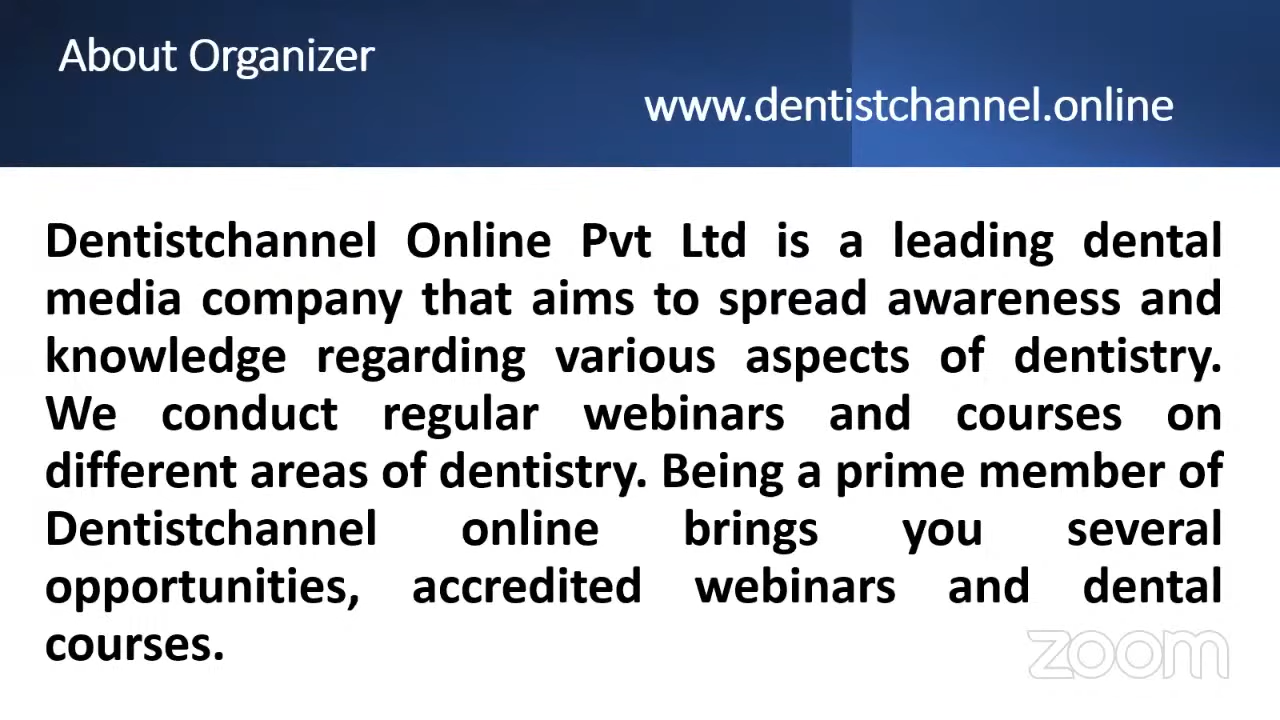 About Organizer
www.dentistchannel.online
Dentistchannel Online Pvt Ltd is a leading dental
media company that aims to spread awareness and
knowledge regarding various aspects of dentistry.
We conduct regular webinars and courses on
different areas of dentistry. Being a prime member of
Dentistchannel online brings you several
opportunities, accredited webinars and dental
courses.
zoom